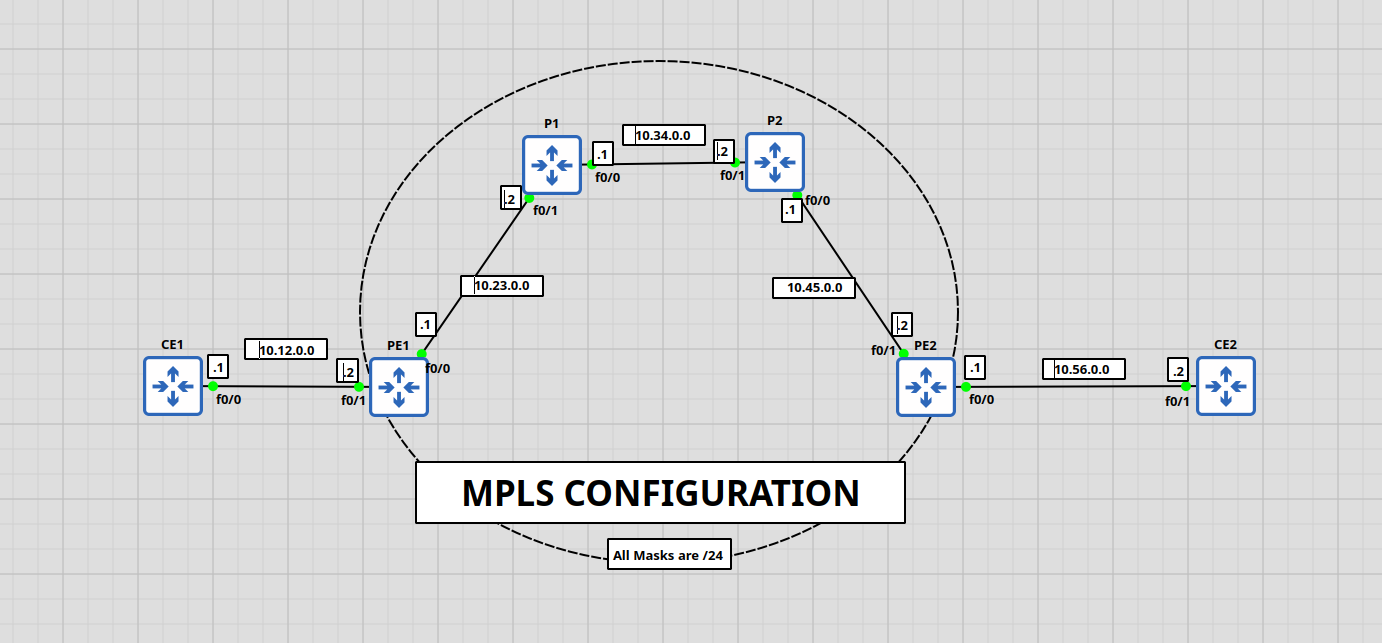 P1
P2
10.34.0.0
.1
.2
f0/0
f0/1
.2
f0/1
f0/0
.1
10.23.0.0
10.45.0.0
.1
.2
CE1
10.12.0.0
PE1
f0/1
PE2
CE2
.1
.2
f0/0
.1
10.56.0.0
.2
f0/0
f0/1
f0/0
f0/1
MPLS CONFIGURATION
All Masks are /24